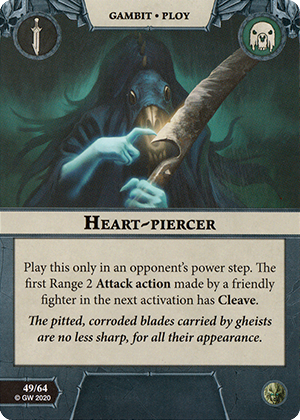 GAMBIT • PLOY
HEART-PIERCER
Play this only in an opponent's power step. The
first Range 2 Attack action made by a friendly
fighter in the next activation has Cleave.
The pitted, corroded blades carried by gheists
are no less sharp, for all their appearance.
49/64
© GW 2020